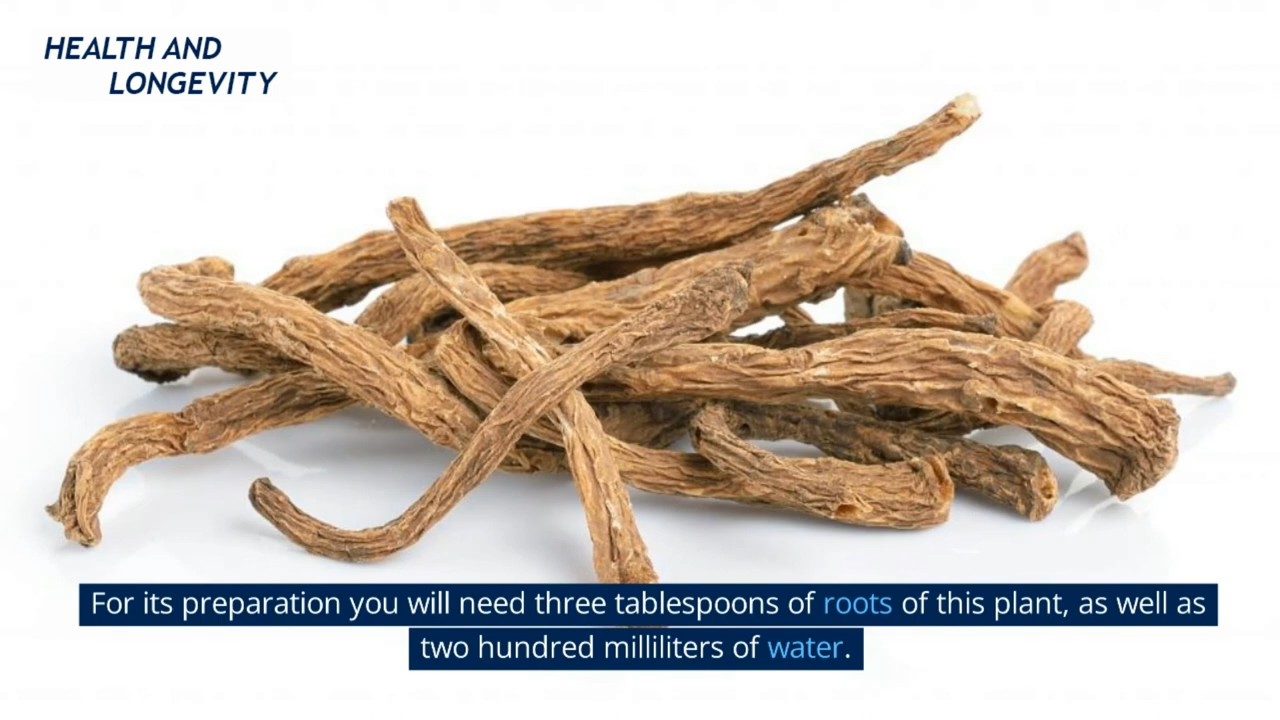 HEALTH AND
LONGEVITY
For its preparation you will need three tablespoons of roots of this plant, as well as
two hundred milliliters of water.